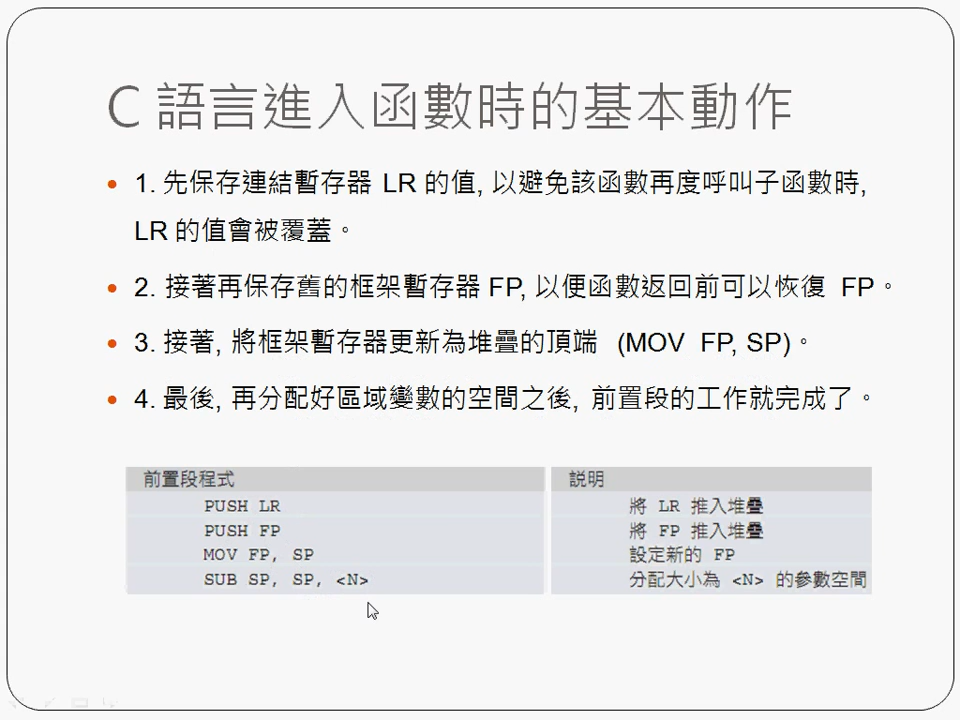 C 語言進入函數時的基本動作
1. 先保存連結暫存器 LR 的值, 以避免該函數再度呼叫子函數時,
LR 的值會被覆蓋。
2. 接著再保存舊的框架暫存器 FP, 以便函數返回前可以恢復 FP。
3. 接著, 將框架暫存器更新為堆疊的頂端 (MOV FP, SP)。
4. 最後, 再分配好區域變數的空間之後, 前置段的工作就完成了。
前置段程式 說明
PUSH LR 將 LR 推入堆疊
PUSH FP 將 FP 推入堆疊
MOV FP, SP 設定新的 FP
SUB SP, SP, <N> 分配大小為 <N> 的參數空間